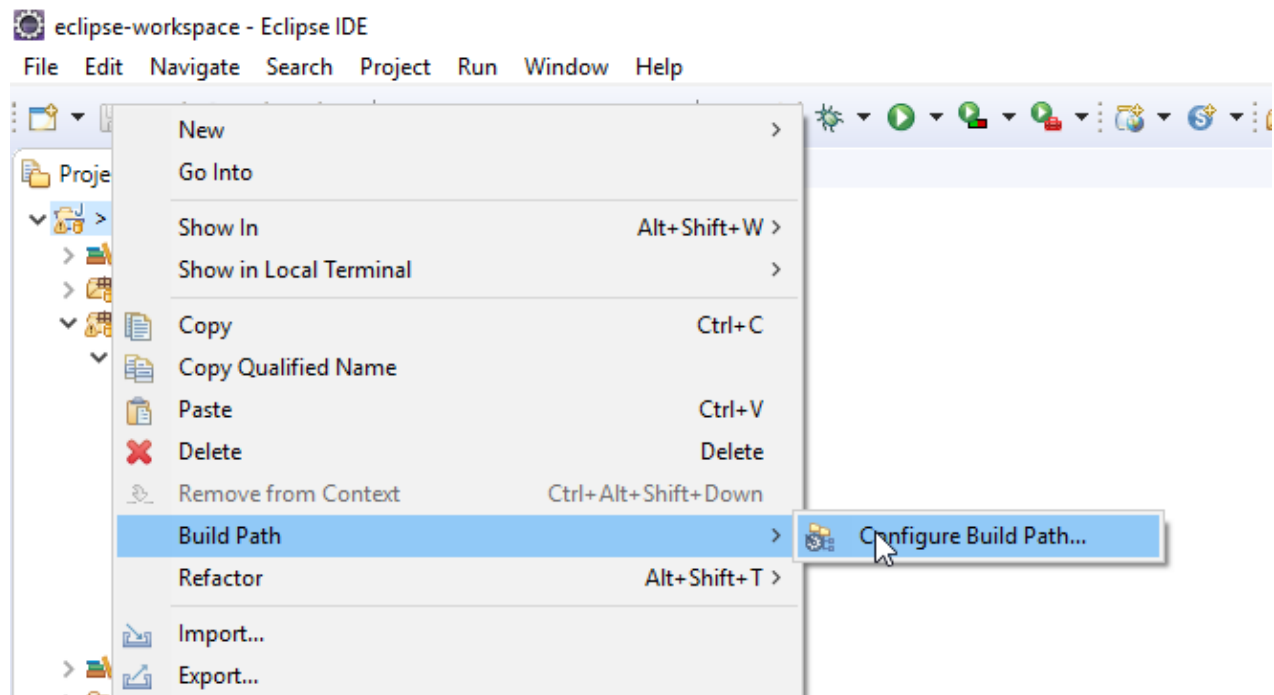 eclipse-workspace - Eclipse IDE
File Edit Navigate Search Project Run Window Help
Proje
New
Go Into
Show In Alt+Shift+W >
Show in Local Terminal
Copy Ctrl+C
Copy Qualified Name
Paste Ctrl+V
Delete Delete
Remove from Context Ctrl+Alt+Shift+Down
Build Path
Configure Build Path...
Refactor Alt+Shift+T >
Import...
Export...